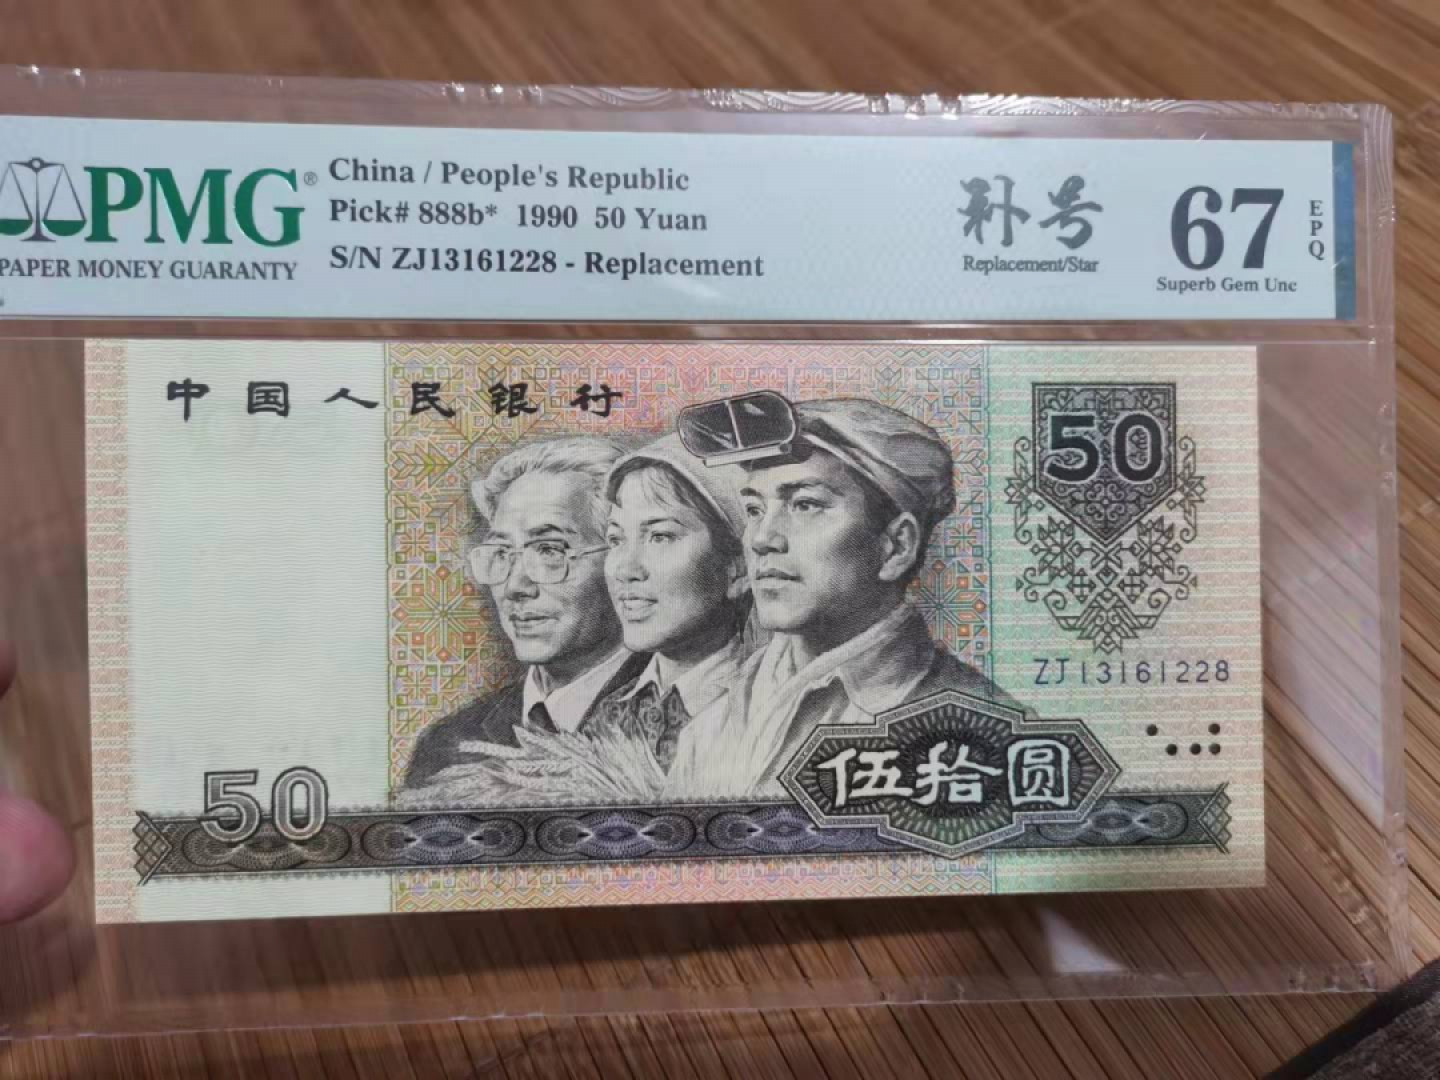 PMG®
PAPER MONEY GUARANTY
China / People's Republic
Pick# 888b* 1990 50 Yuan
S/N ZJ13161228 - Replacement
补号
Replacement/Star
67
EPQ
Superb Gem Unc
中国人民银行
50
ZJ13161228
伍拾圆
50